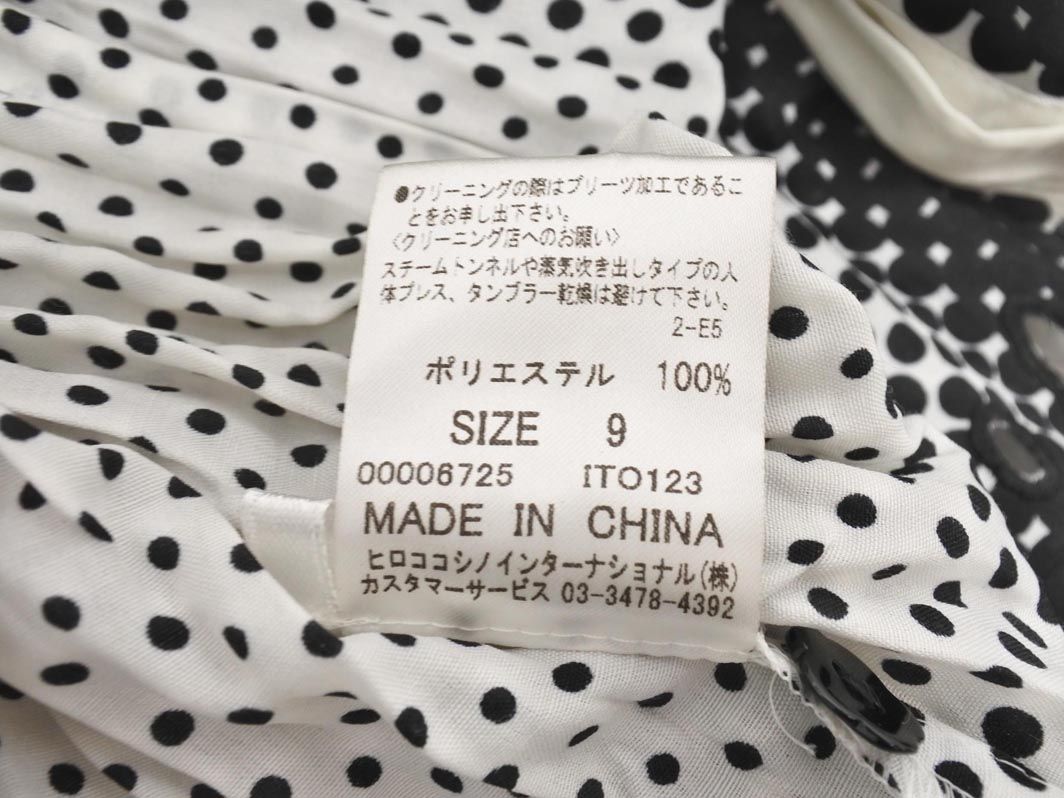 ●クリーニングの際はプリーツ加工であるこ
とをお申し出下さい。
〈クリーニング店へのお願い〉
スチームトンネルや蒸気吹き出しタイプの人
体プレス、タンブラー乾燥は避けて下さい。
2-E5
ポリエステル 100%
SIZE 9
00006725 ITO123
MADE IN CHINA
ヒロココシノインターナショナル(株)
カスタマーサービス 03-3478-4392